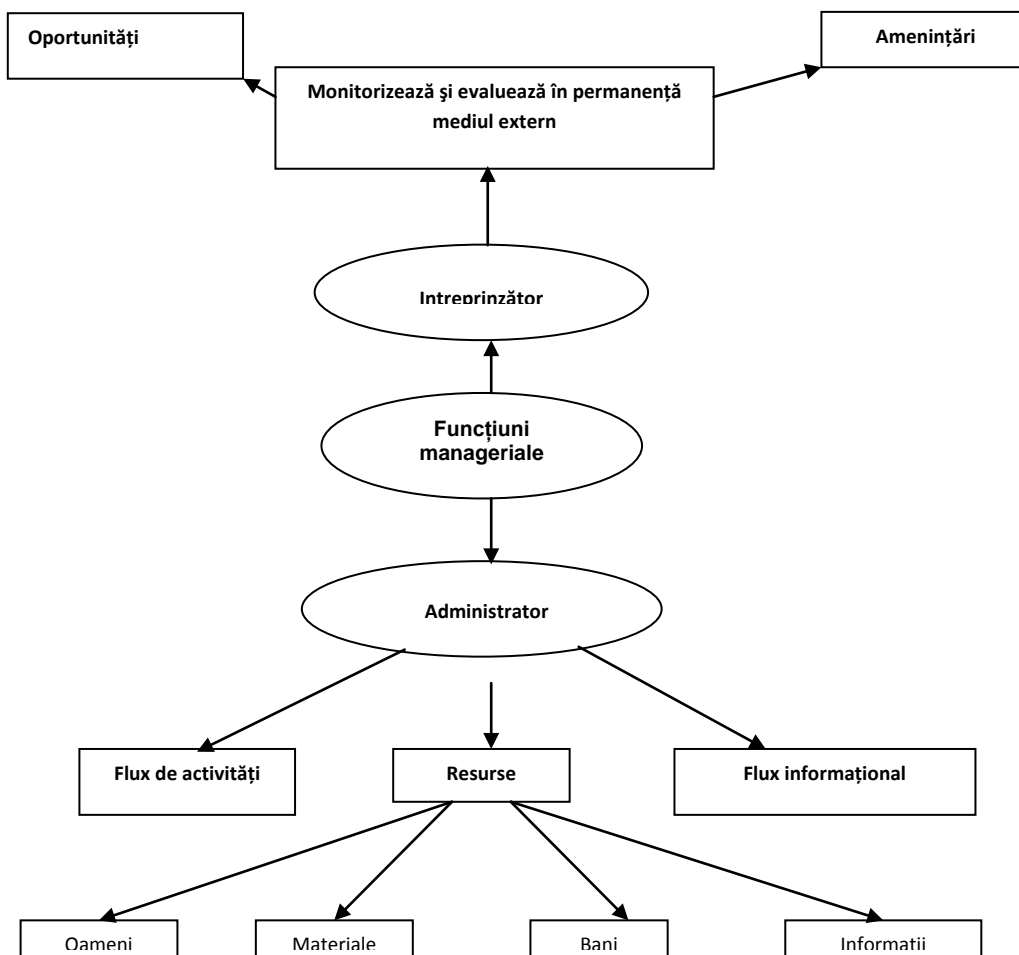 Oportunități
Amenințări
Monitorizează şi evaluează în permanență
mediul extern
Intreprinzător
Funcțiuni
manageriale
Administrator
Flux de activități
Resurse
Flux informațional
Oameni
Materiale
Bani
Informații